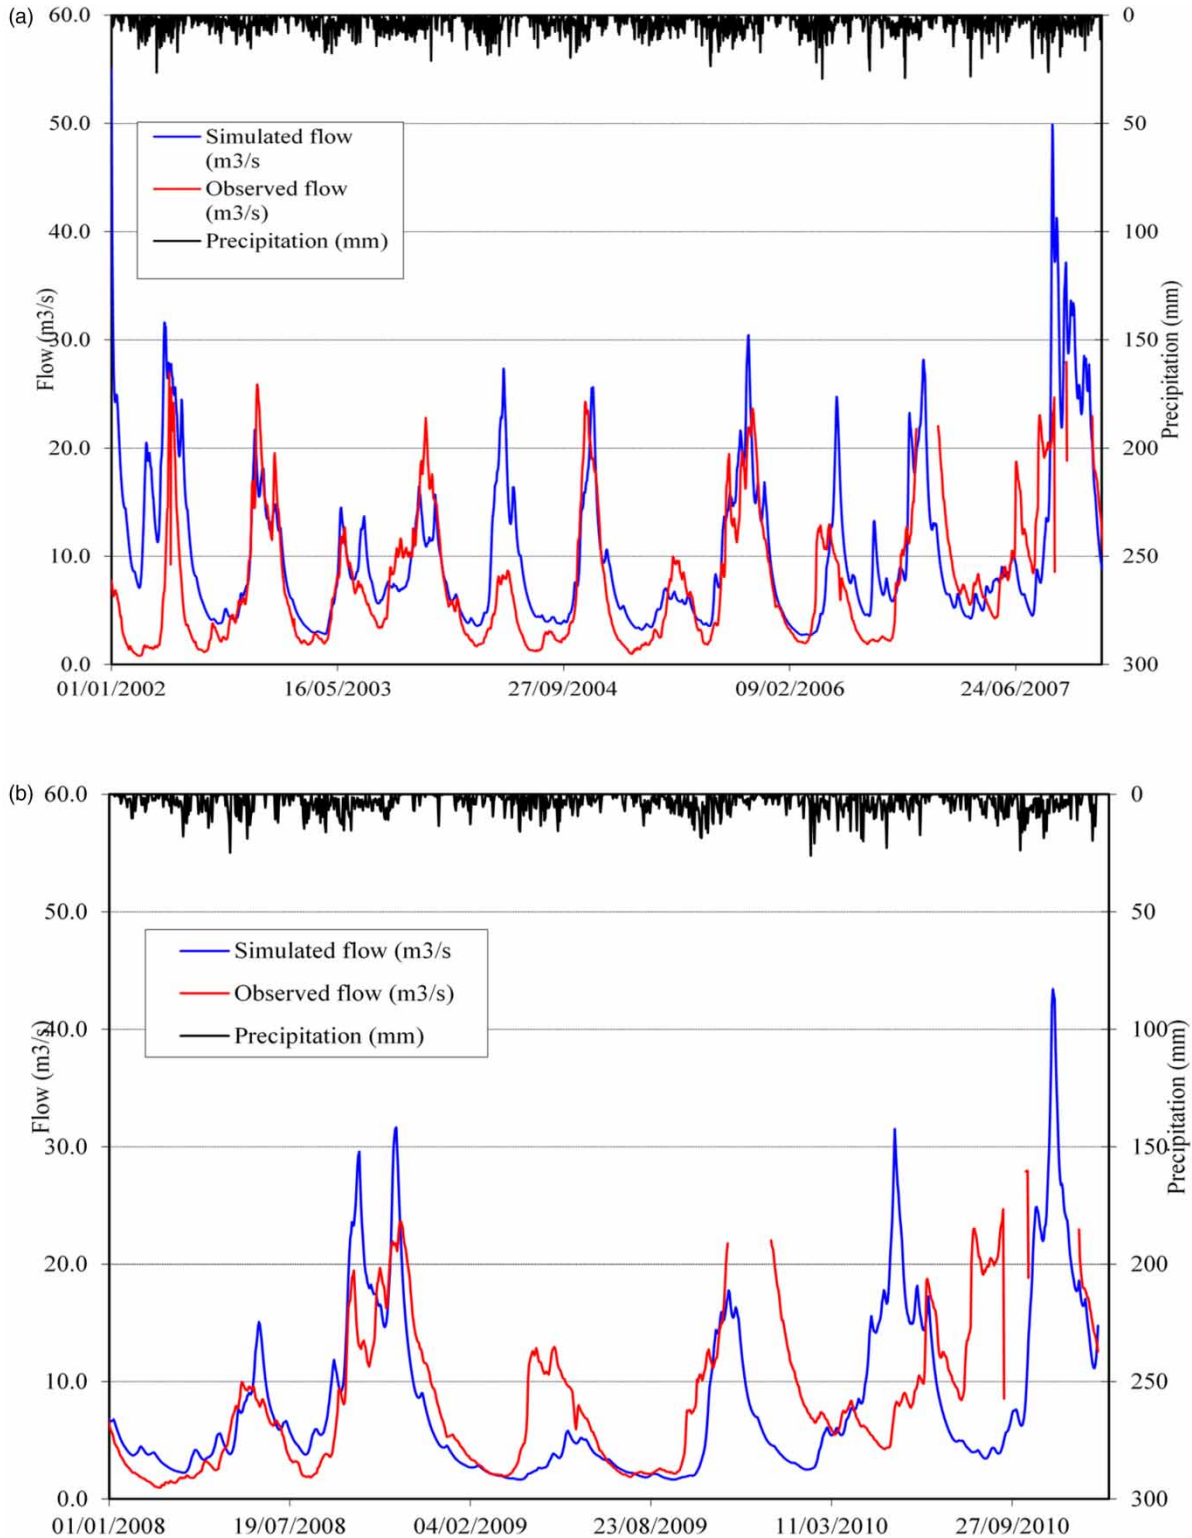 (a)
60.0
50.0
40.0
30.0
20.0
10.0
0.0
Flow (m3/s)
0
50
100
150
200
250
300
Precipitation (mm)
Simulated flow
(m3/s
Observed flow
(m3/s)
Precipitation (mm)
01/01/2002
16/05/2003
27/09/2004
09/02/2006
24/06/2007
(b)
60.0
50.0
40.0
30.0
20.0
10.0
0.0
Flow (m3/s)
0
50
100
150
200
250
300
Precipitation (mm)
Simulated flow (m3/s
Observed flow (m3/s)
Precipitation (mm)
01/01/2008
19/07/2008
04/02/2009
23/08/2009
11/03/2010
27/09/2010